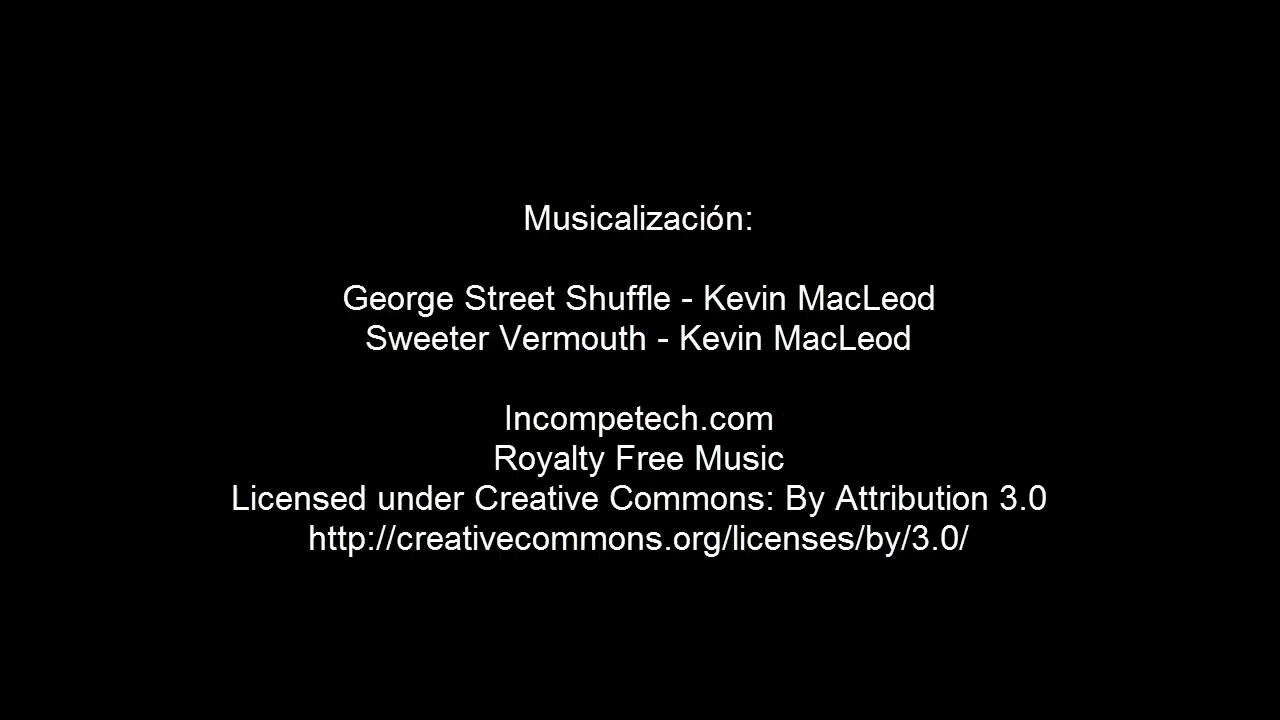 Musicalización:
George Street Shuffle - Kevin MacLeod
Sweeter Vermouth - Kevin MacLeod
Incompetech.com
Royalty Free Music
Licensed under Creative Commons: By Attribution 3.0
http://creativecommons.org/licenses/by/3.0/